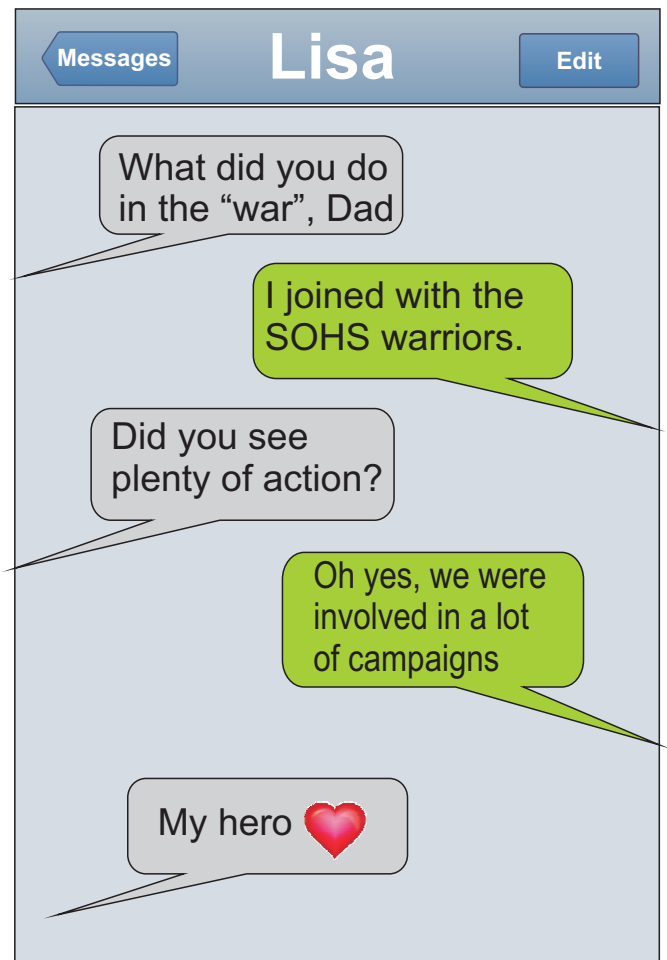 Messages
Lisa
Edit
What did you do
in the “war”, Dad
I joined with the
SOHS warriors.
Did you see
plenty of action?
Oh yes, we were
involved in a lot
of campaigns
My hero